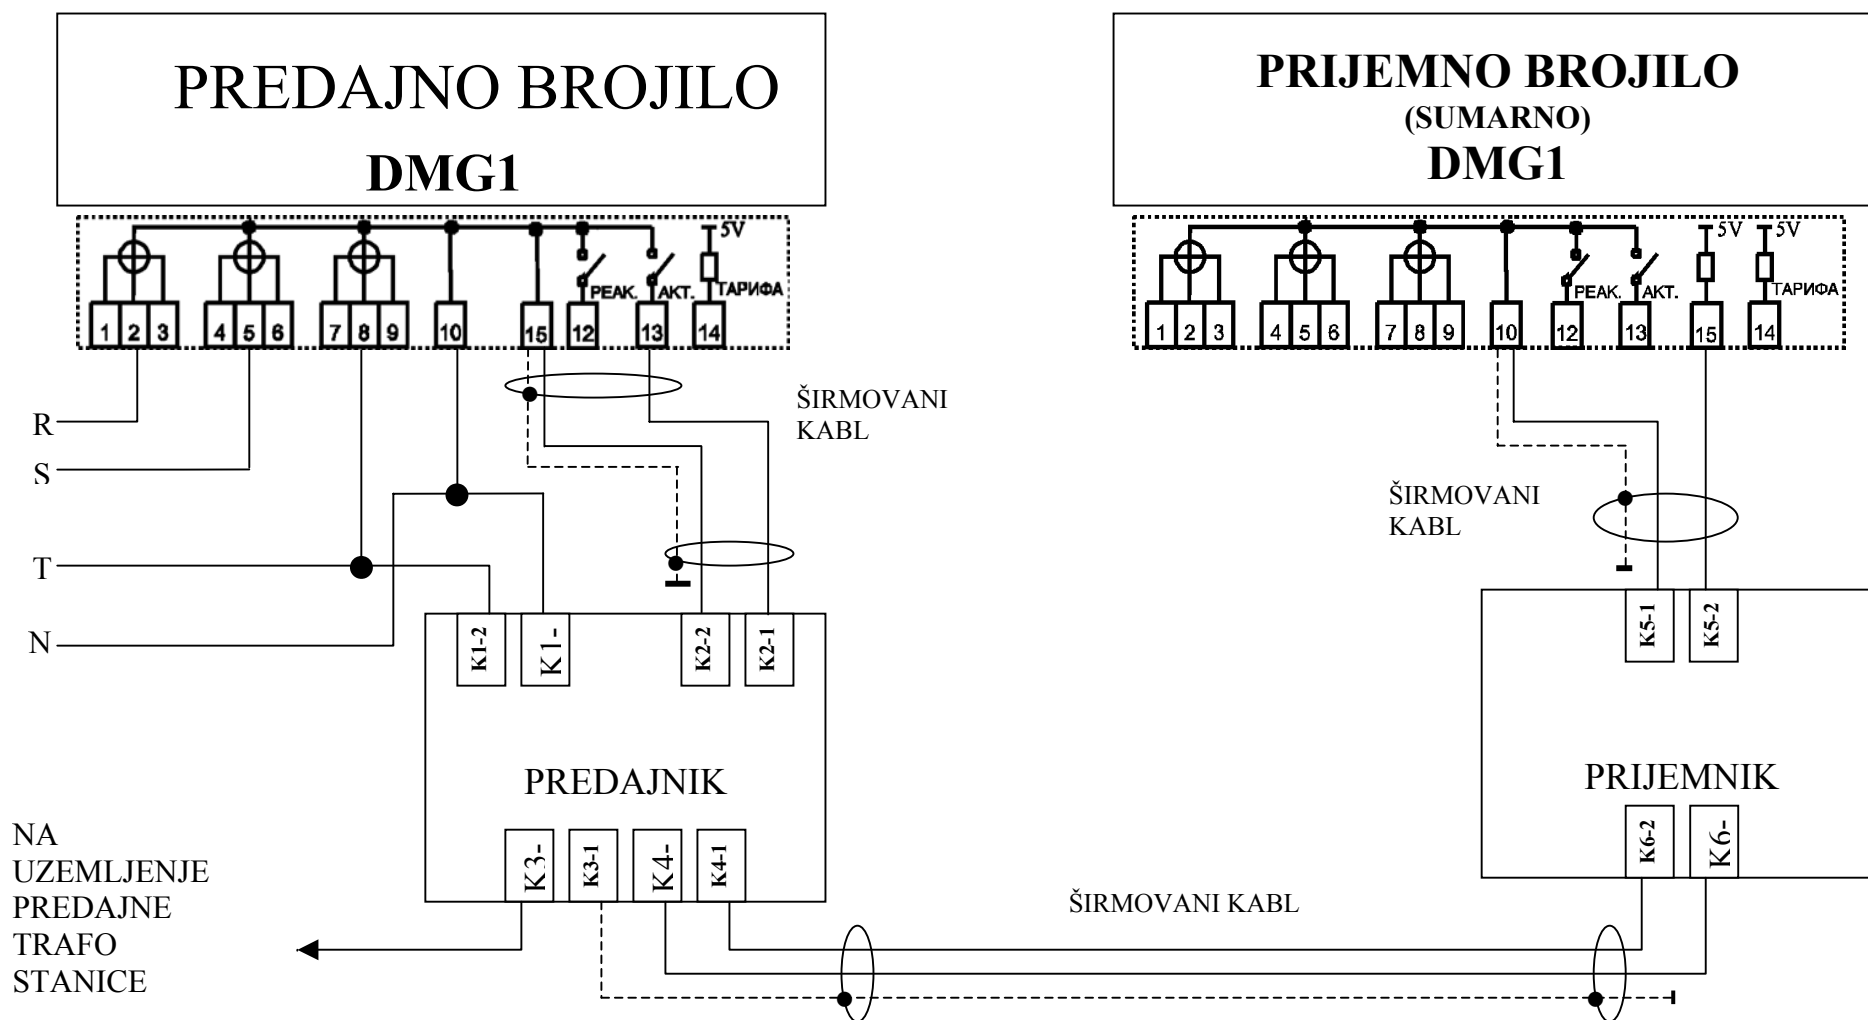 PREDAJNO BROJILO
DMG1
PRIJEMNO BROJILO
(SUMARNO)
DMG1
5V
РЕАК.
АКТ.
ТАРИФА
1 2 3 4 5 6 7 8 9 10 15 12 13 14
5V 5V
РЕАК.
АКТ.
ТАРИФА
1 2 3 4 5 6 7 8 9 10 12 13 15 14
R
S
T
N
ŠIRMOVANI
KABL
ŠIRMOVANI
KABL
K1-2 K1- K2-2 K2-1
K5-1 K5-2
PREDAJNIK
PRIJEMNIK
K3- K3-1 K4- K4-1
K6-2 K6-
NA
UZEMLJENJE
PREDAJNE
TRAFO
STANICE
ŠIRMOVANI KABL